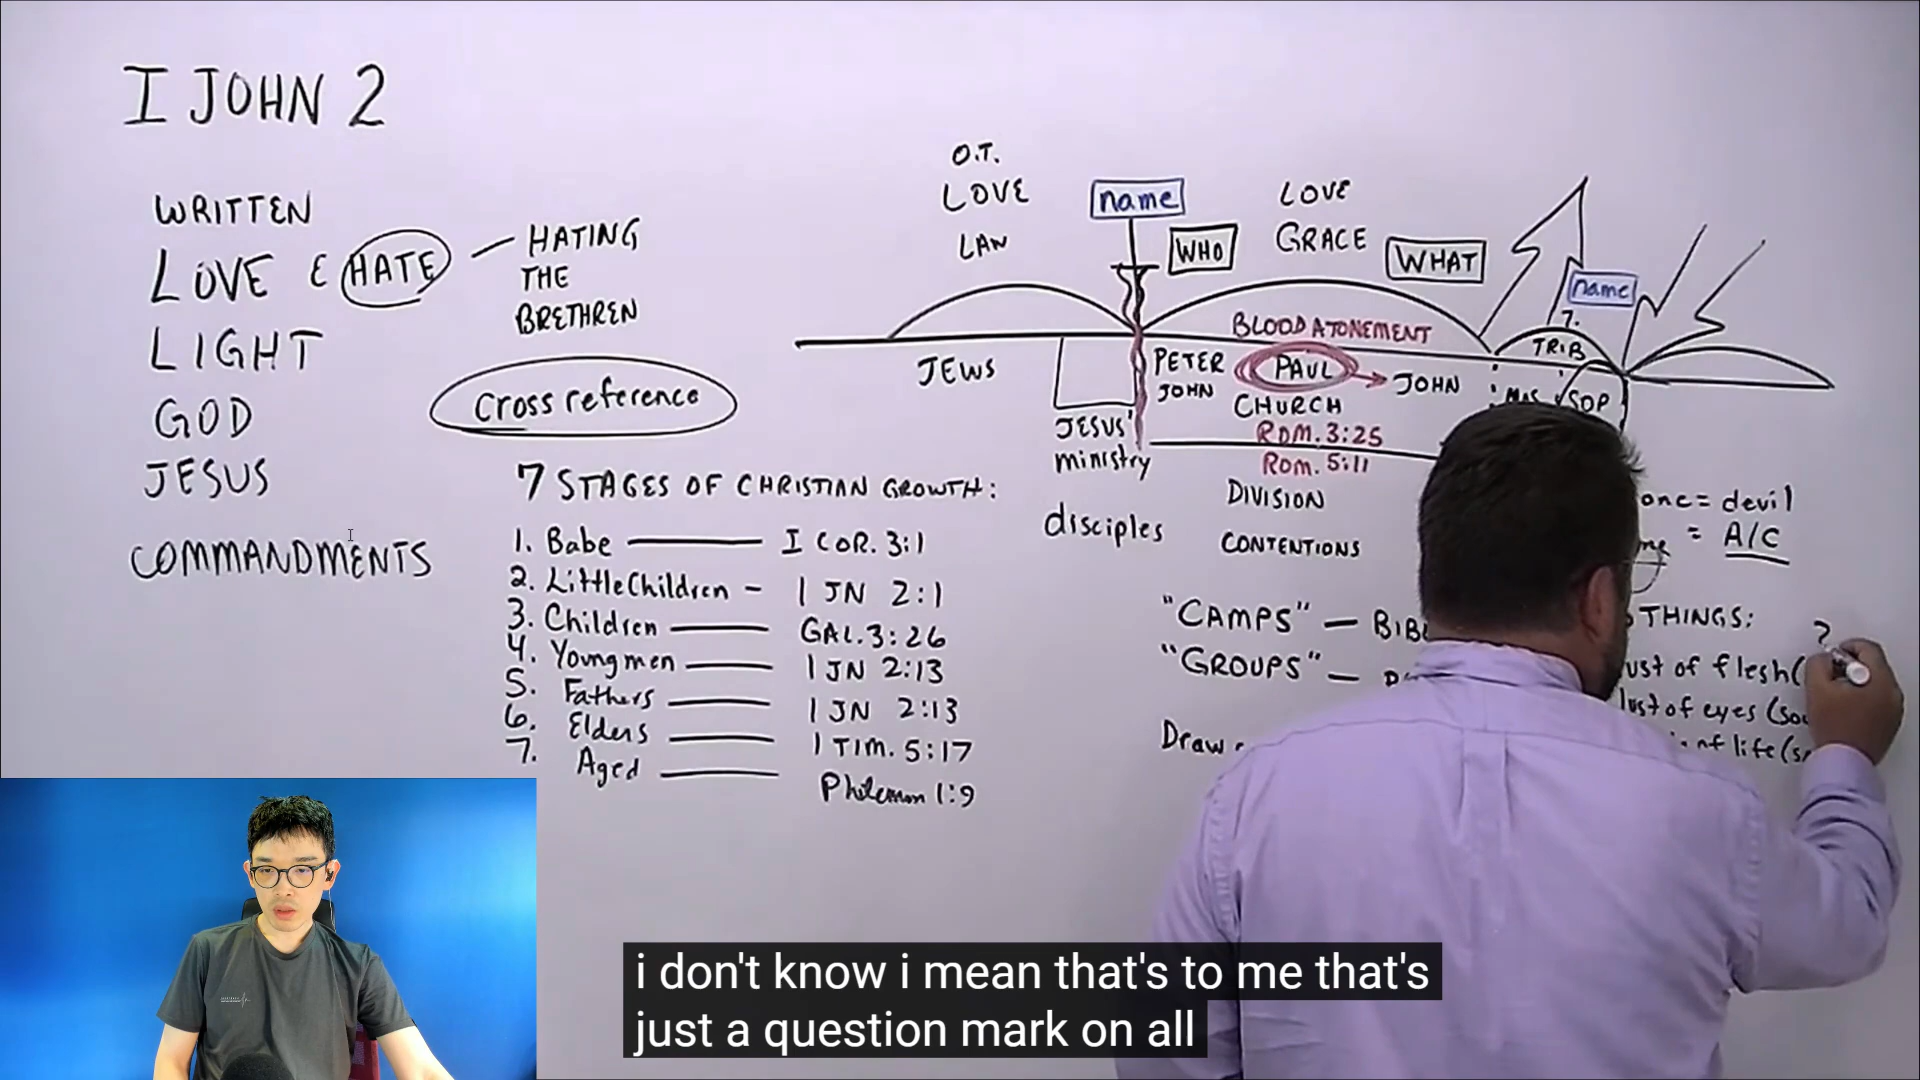 I JOHN 2
WRITTEN
LOVE & HATE — HATING
THE
BRETHREN
LIGHT
GOD
JESUS
COMMANDMENTS
cross reference
7 STAGES OF CHRISTIAN GROWTH:
1. Babe — I COR. 3:1
2. Little Children - 1 JN 2:1
3. Children — GAL. 3:26
4. Young men — 1 JN 2:13
5. Fathers — 1 JN 2:13
6. Elders — 1 TIM. 5:17
7. Aged — Philemon 1:9
O.T.
LOVE
LAW
name
WHO
LOVE
GRACE
WHAT
name
7.
TRIB
BLOOD ATONEMENT
JEWS
PETER
JOHN
PAUL
JOHN
CHURCH
ROM. 3:25
ROM. 5:11
JESUS'
ministry
SOP
DIVISION
CONTENTIONS
disciples
one = devil
= A/C
"CAMPS" —
"GROUPS" —
Draw
THINGS:
?
of flesh (
of eyes (
of life (
i don't know i mean that's to me that's
just a question mark on all